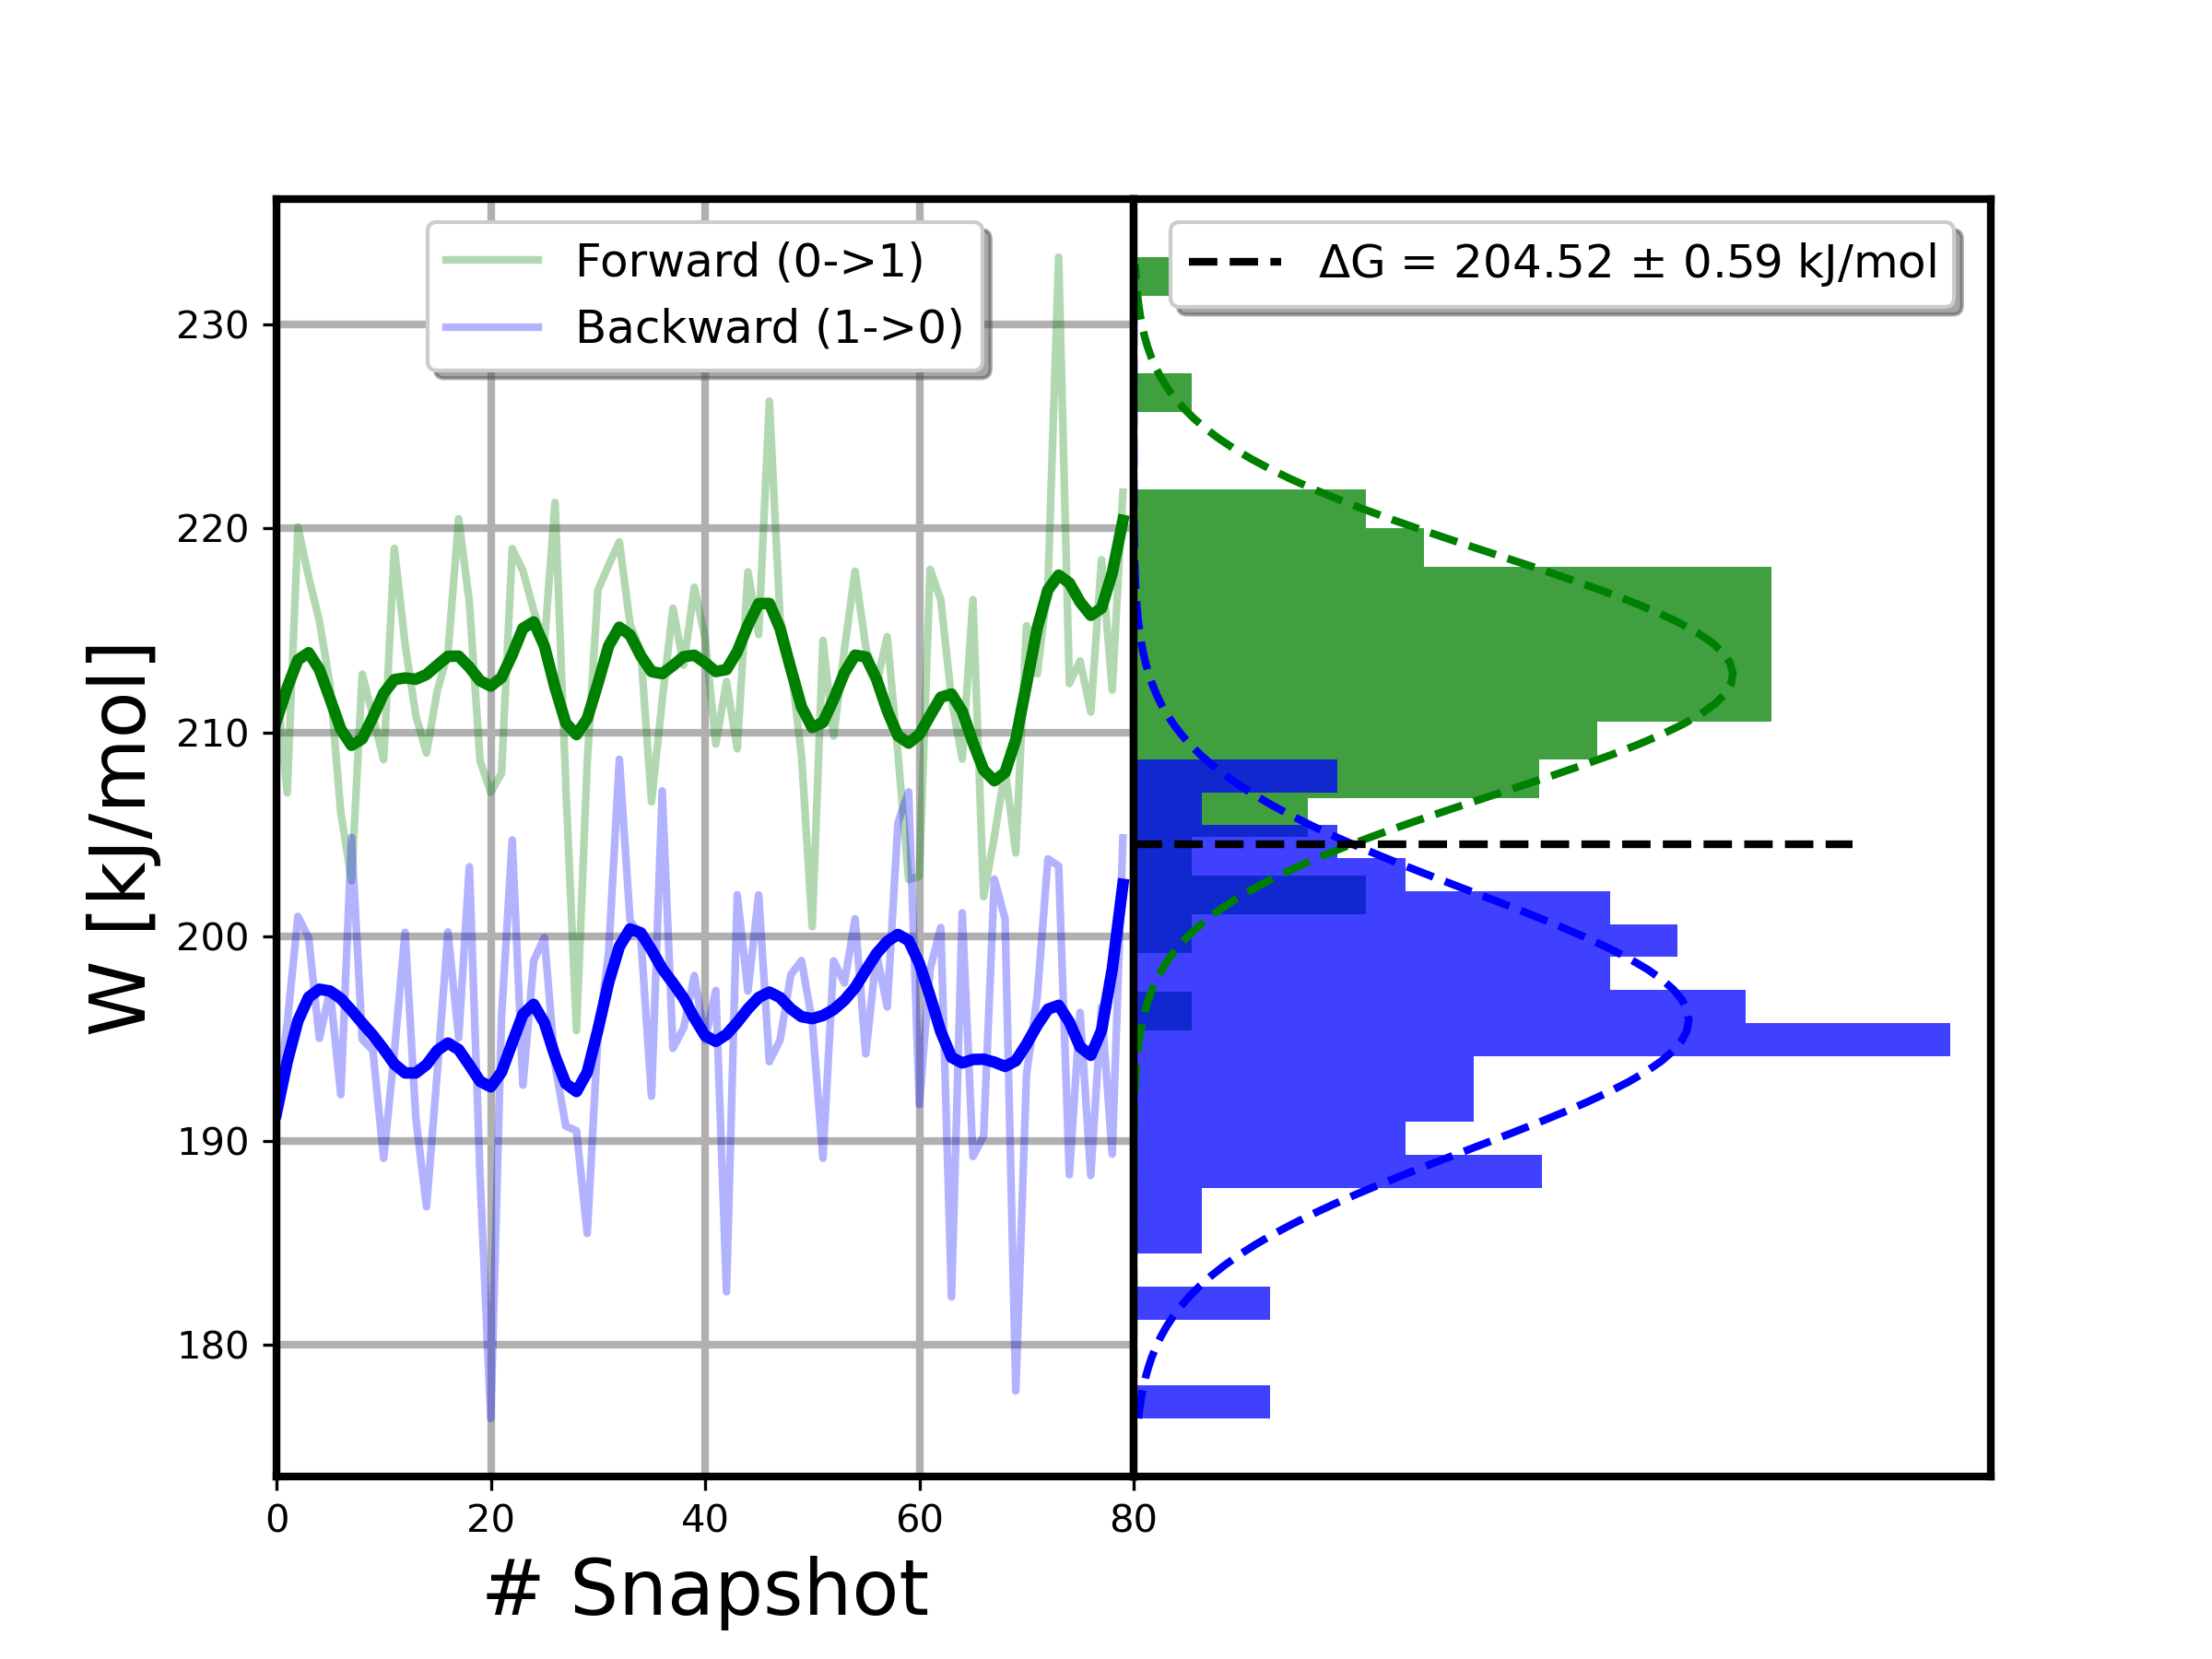 Forward (0->1)
Backward (1->0)
ΔG = 204.52 ± 0.59 kJ/mol
230
220
210
200
190
180
W [kJ/mol]
0 20 40 60 80
# Snapshot